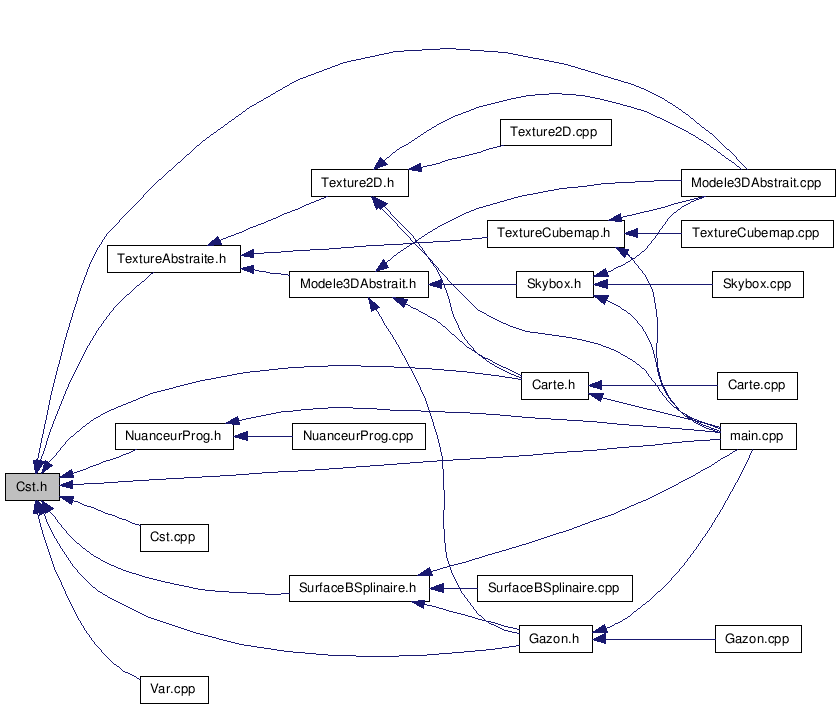 Texture2D.cpp
Texture2D.h
Modele3DAbstrait.cpp
TextureCubemap.h
TextureCubemap.cpp
TextureAbstraite.h
Modele3DAbstrait.h
Skybox.h
Skybox.cpp
Carte.h
Carte.cpp
NuanceurProg.h
NuanceurProg.cpp
main.cpp
Cst.h
Cst.cpp
SurfaceBSplinaire.h
SurfaceBSplinaire.cpp
Gazon.h
Gazon.cpp
Var.cpp